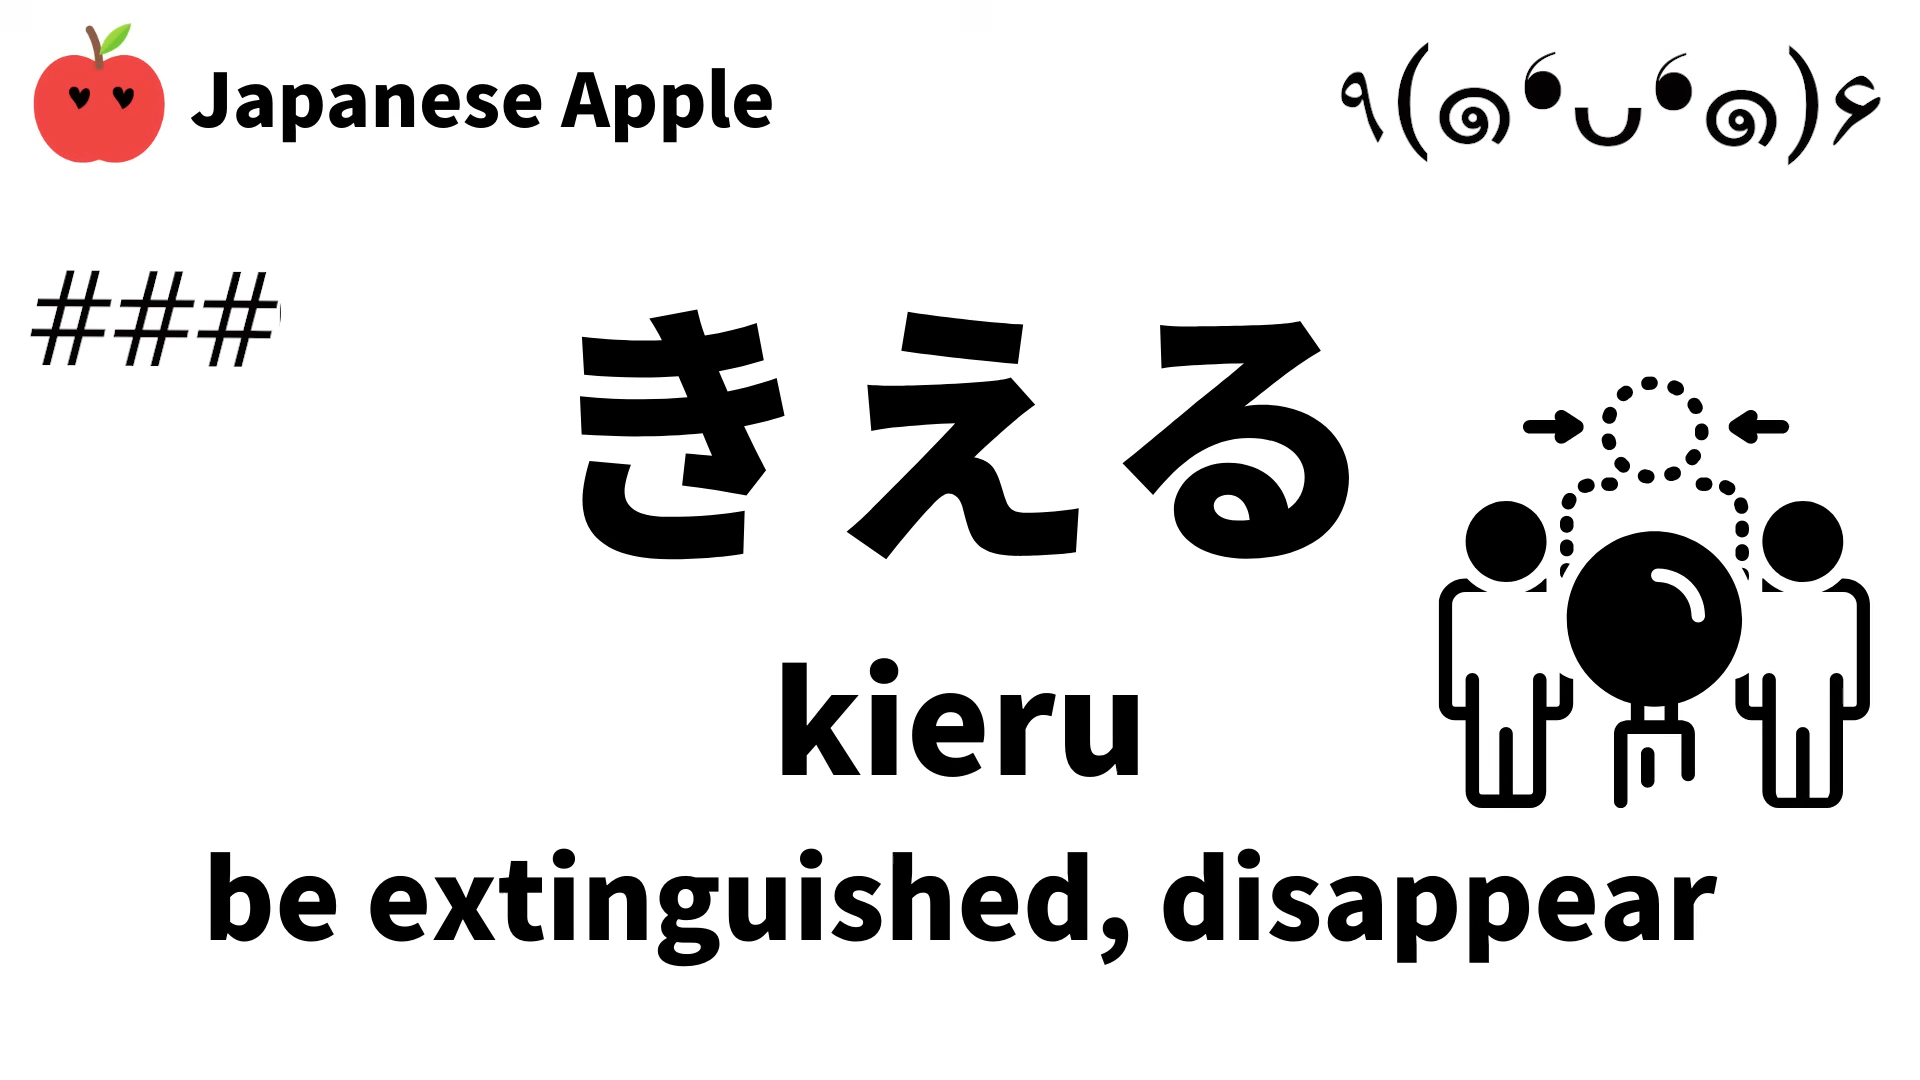 Japanese Apple
٩(๑❛ᴗ❛๑)۶
###
きえる
kieru
be extinguished, disappear